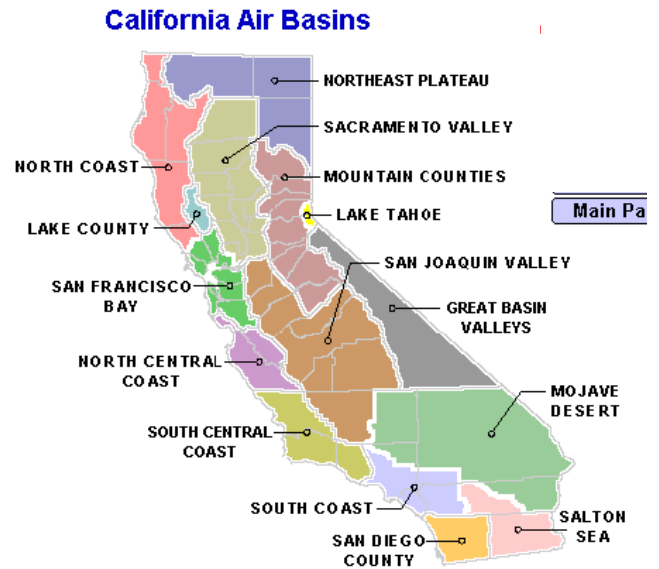 California Air Basins
NORTHEAST PLATEAU
SACRAMENTO VALLEY
NORTH COAST
MOUNTAIN COUNTIES
LAKE TAHOE
Main Pa
LAKE COUNTY
SAN JOAQUIN VALLEY
SAN FRANCISCO
BAY
GREAT BASIN
VALLEYS
NORTH CENTRAL
COAST
MOJAVE
DESERT
SOUTH CENTRAL
COAST
SOUTH COAST
SALTON
SEA
SAN DIEGO
COUNTY